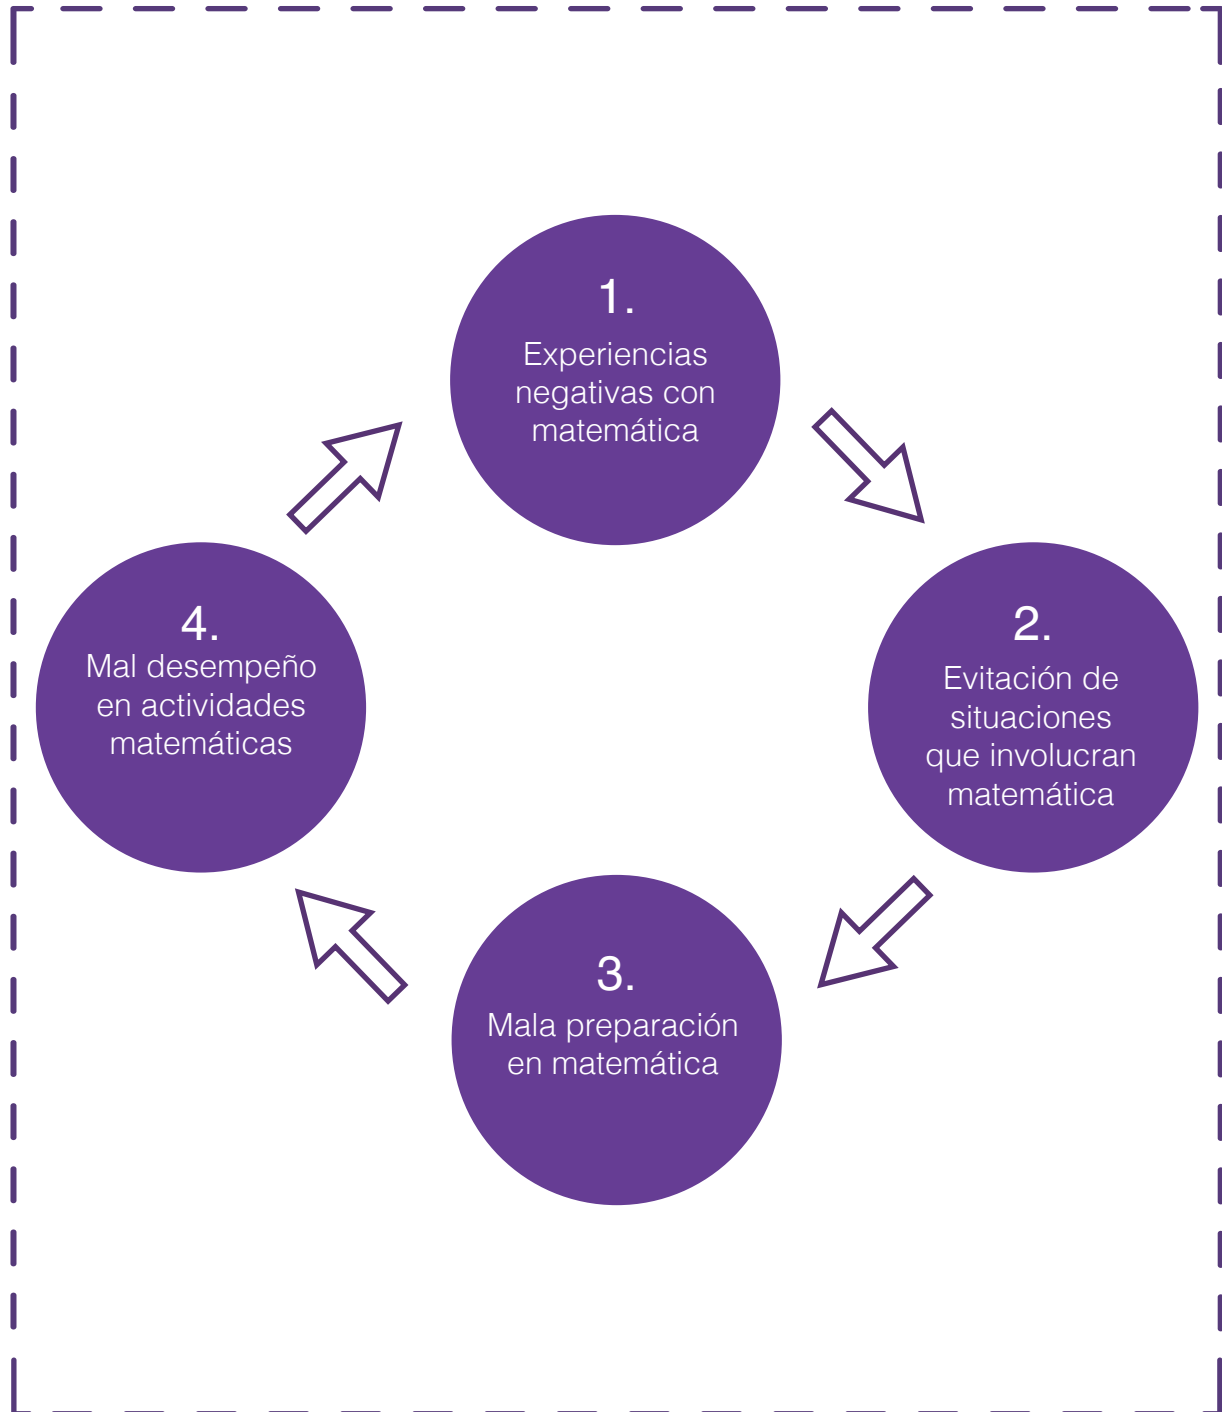 1.
Experiencias
negativas con
matemática
2.
Evitación de
situaciones
que involucran
matemática
3.
Mala preparación
en matemática
4.
Mal desempeño
en actividades
matemáticas